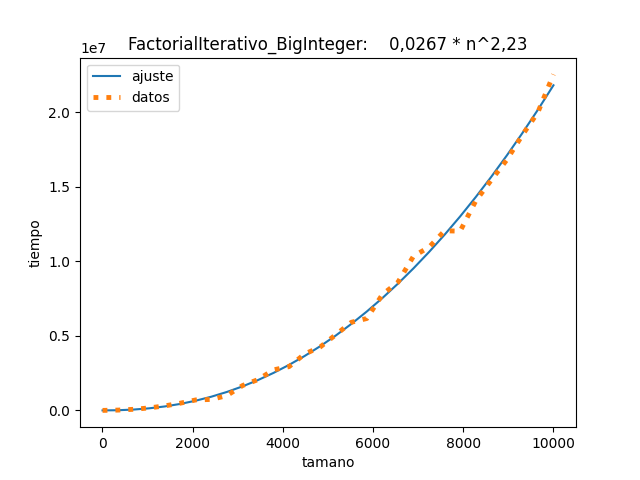 FactorialIterativo_BigInteger: 0,0267 * n^2,23
1e7
ajuste
datos
2.0
1.5
1.0
0.5
0.0
tiempo
0 2000 4000 6000 8000 10000
tamano